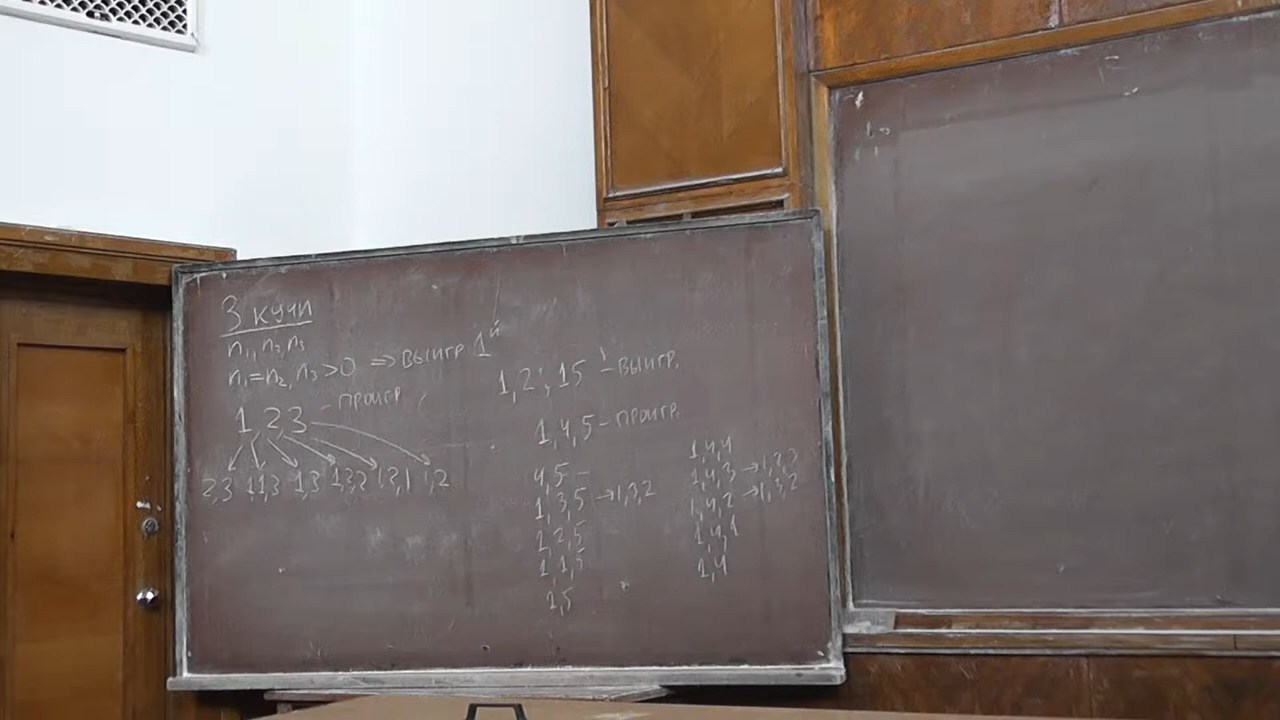 3 кучи
n₁, n₂, n₃
n₁=n₂, n₃>0 ⇒ выигр 1й
1 2 3 – проигр
2,3 1,1,3 1,3 1,3,2 1,2,1 1,2
1,2,15 – выигр.
1,4,5 – проигр.
4,5 –
1,3,5 → 1,3,2
1,2,5
1,1,5
1,5
1,4,4
1,4,3 → 1,2,3
1,4,2 → 1,3,2
1,4,1
1,4